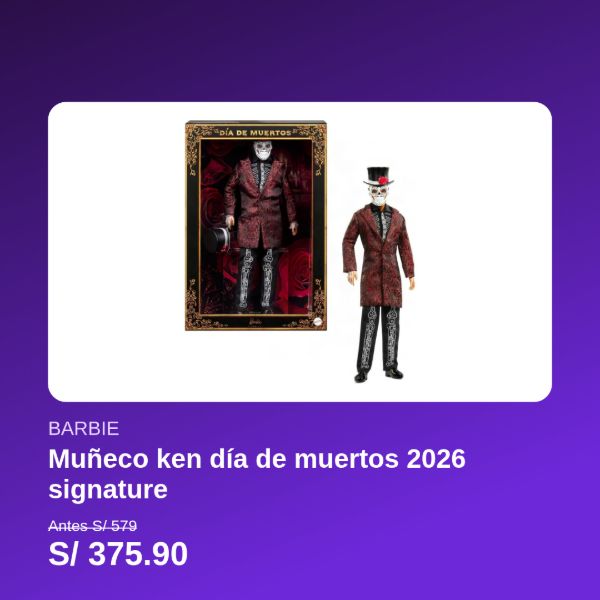 DÍA DE MUERTOS
BARBIE
Muñeco ken día de muertos 2026
signature
Antes S/ 579
S/ 375.90